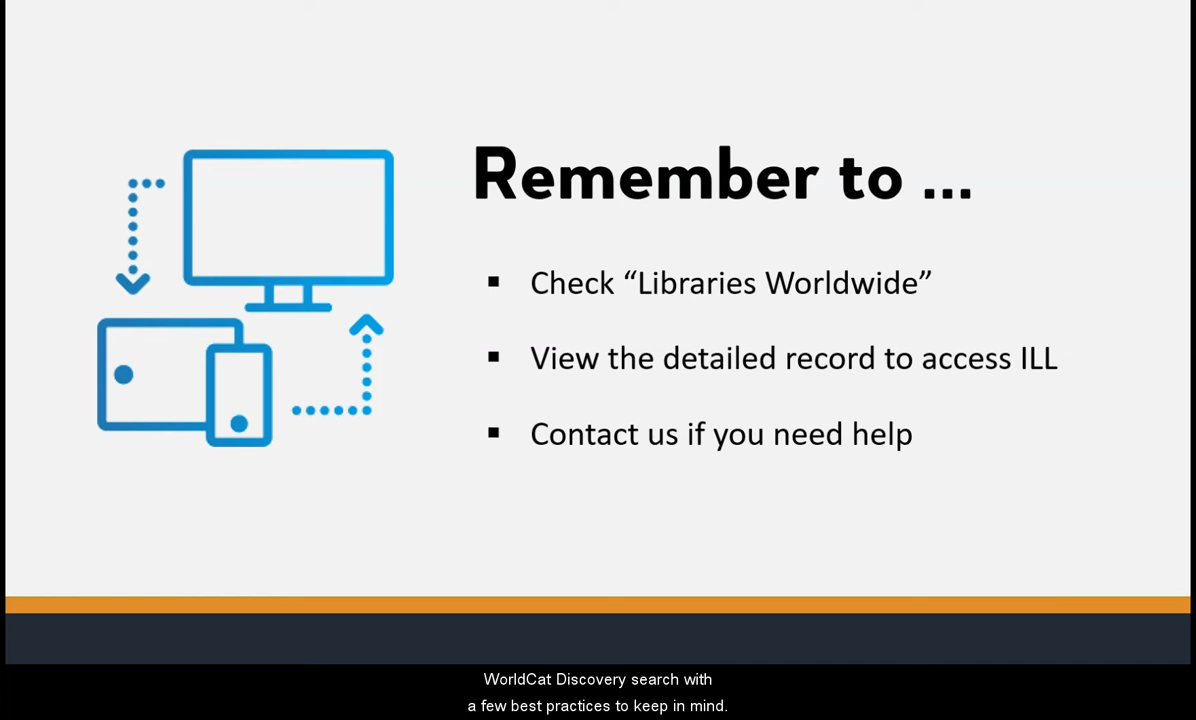 Remember to ...
▪ Check “Libraries Worldwide”
▪ View the detailed record to access ILL
▪ Contact us if you need help
WorldCat Discovery search with
a few best practices to keep in mind.